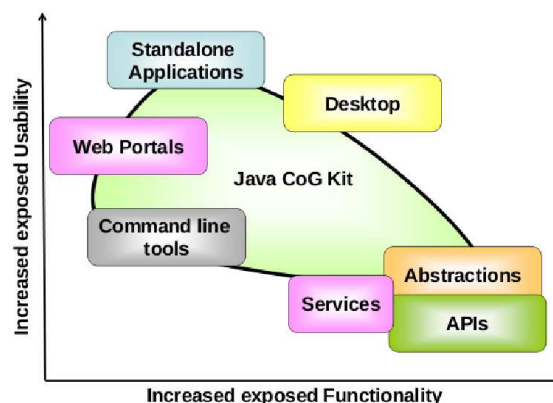 Standalone
Applications
Desktop
Web Portals
Java CoG Kit
Command line
tools
Abstractions
Services
APIs
Increased exposed Usability
Increased exposed Functionality